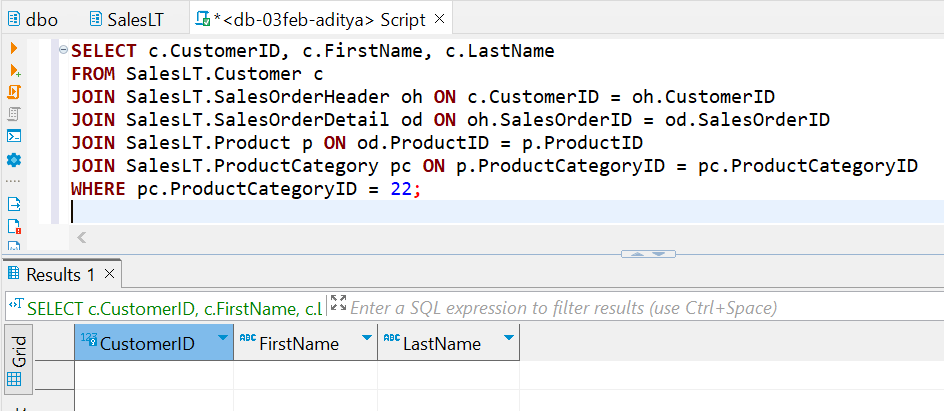 dbo SalesLT *<db-03feb-aditya> Script
SELECT c.CustomerID, c.FirstName, c.LastName
FROM SalesLT.Customer c
JOIN SalesLT.SalesOrderHeader oh ON c.CustomerID = oh.CustomerID
JOIN SalesLT.SalesOrderDetail od ON oh.SalesOrderID = od.SalesOrderID
JOIN SalesLT.Product p ON od.ProductID = p.ProductID
JOIN SalesLT.ProductCategory pc ON p.ProductCategoryID = pc.ProductCategoryID
WHERE pc.ProductCategoryID = 22;
Results 1
SELECT c.CustomerID, c.FirstName, c.L Enter a SQL expression to filter results (use Ctrl+Space)
Grid
123 CustomerID ABC FirstName ABC LastName